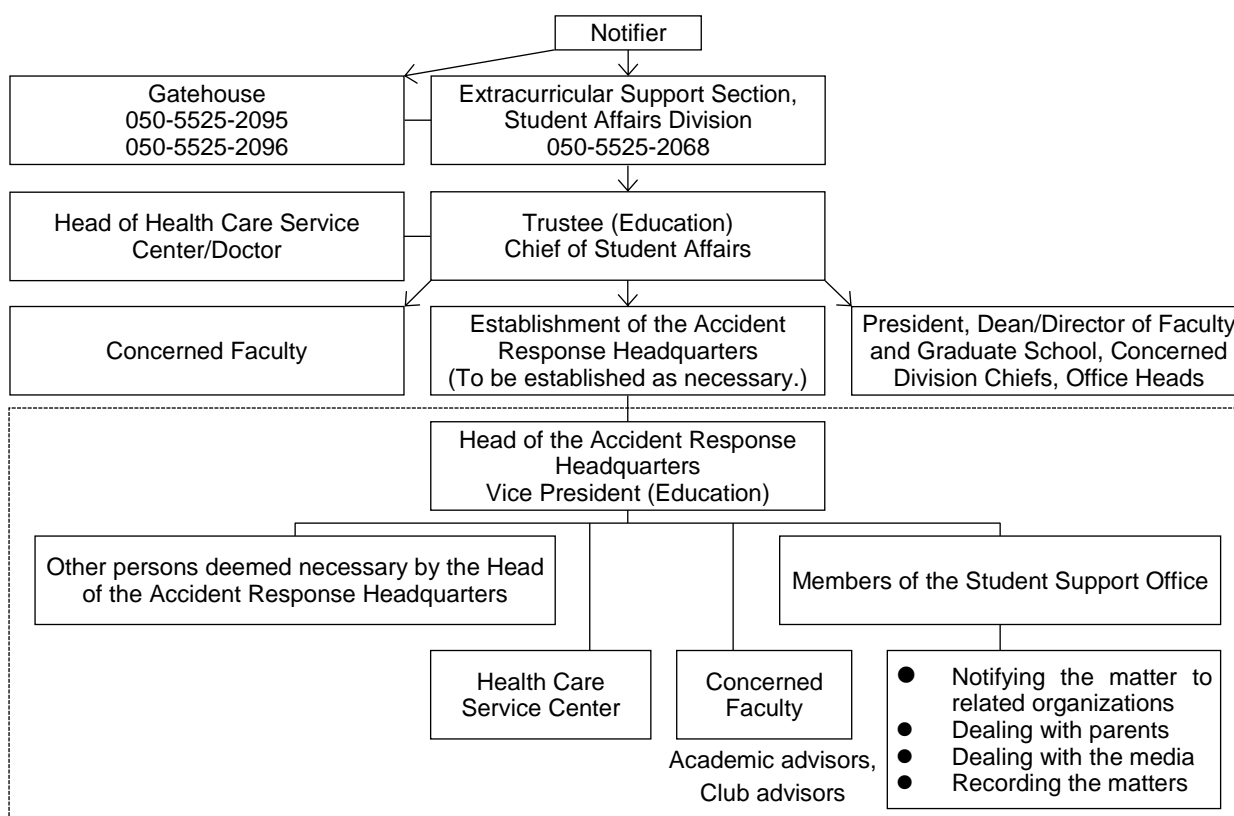 Notifier
Gatehouse
050-5525-2095
050-5525-2096
Extracurricular Support Section,
Student Affairs Division
050-5525-2068
Head of Health Care Service
Center/Doctor
Trustee (Education)
Chief of Student Affairs
Concerned Faculty
Establishment of the Accident
Response Headquarters
(To be established as necessary.)
President, Dean/Director of Faculty
and Graduate School, Concerned
Division Chiefs, Office Heads
Head of the Accident Response
Headquarters
Vice President (Education)
Other persons deemed necessary by the Head
of the Accident Response Headquarters
Members of the Student Support Office
Health Care
Service Center
Concerned
Faculty
Academic advisors,
Club advisors
● Notifying the matter to
related organizations
● Dealing with parents
● Dealing with the media
● Recording the matters